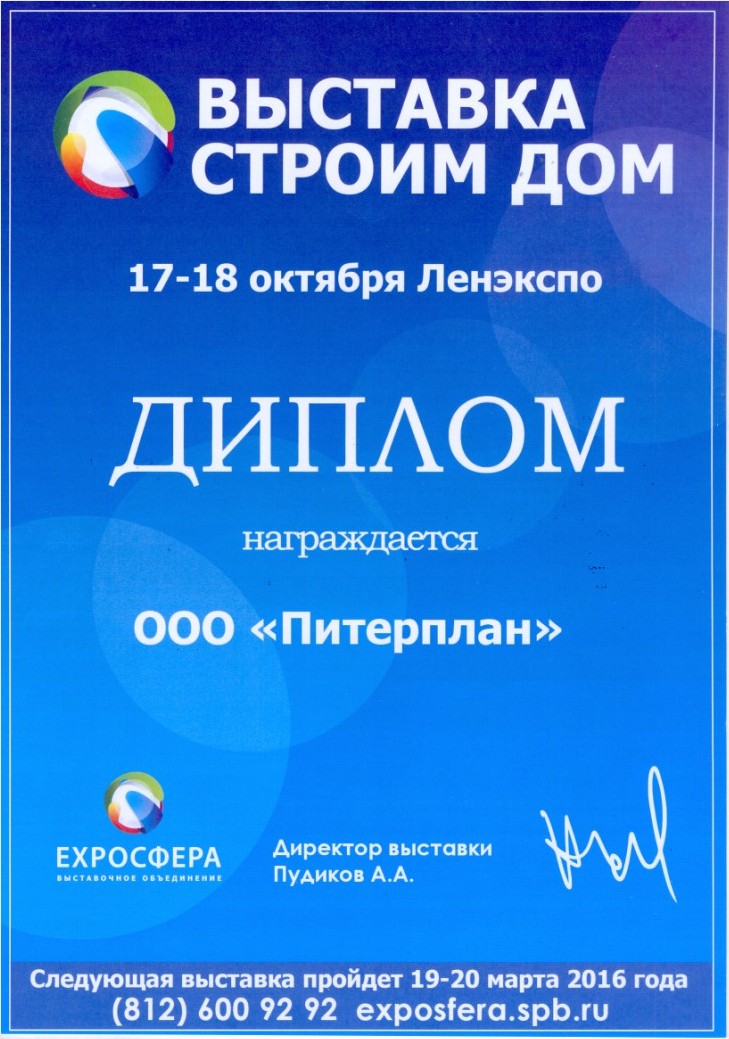 ВЫСТАВКА
СТРОИМ ДОМ
17-18 октября Ленэкспо
ДИПЛОМ
награждается
ООО «Питерплан»
EXPOСФЕРА
ВЫСТАВОЧНОЕ ОБЪЕДИНЕНИЕ
Директор выставки
Пудиков А.А.
Следующая выставка пройдет 19-20 марта 2016 года
(812) 600 92 92 exposfera.spb.ru